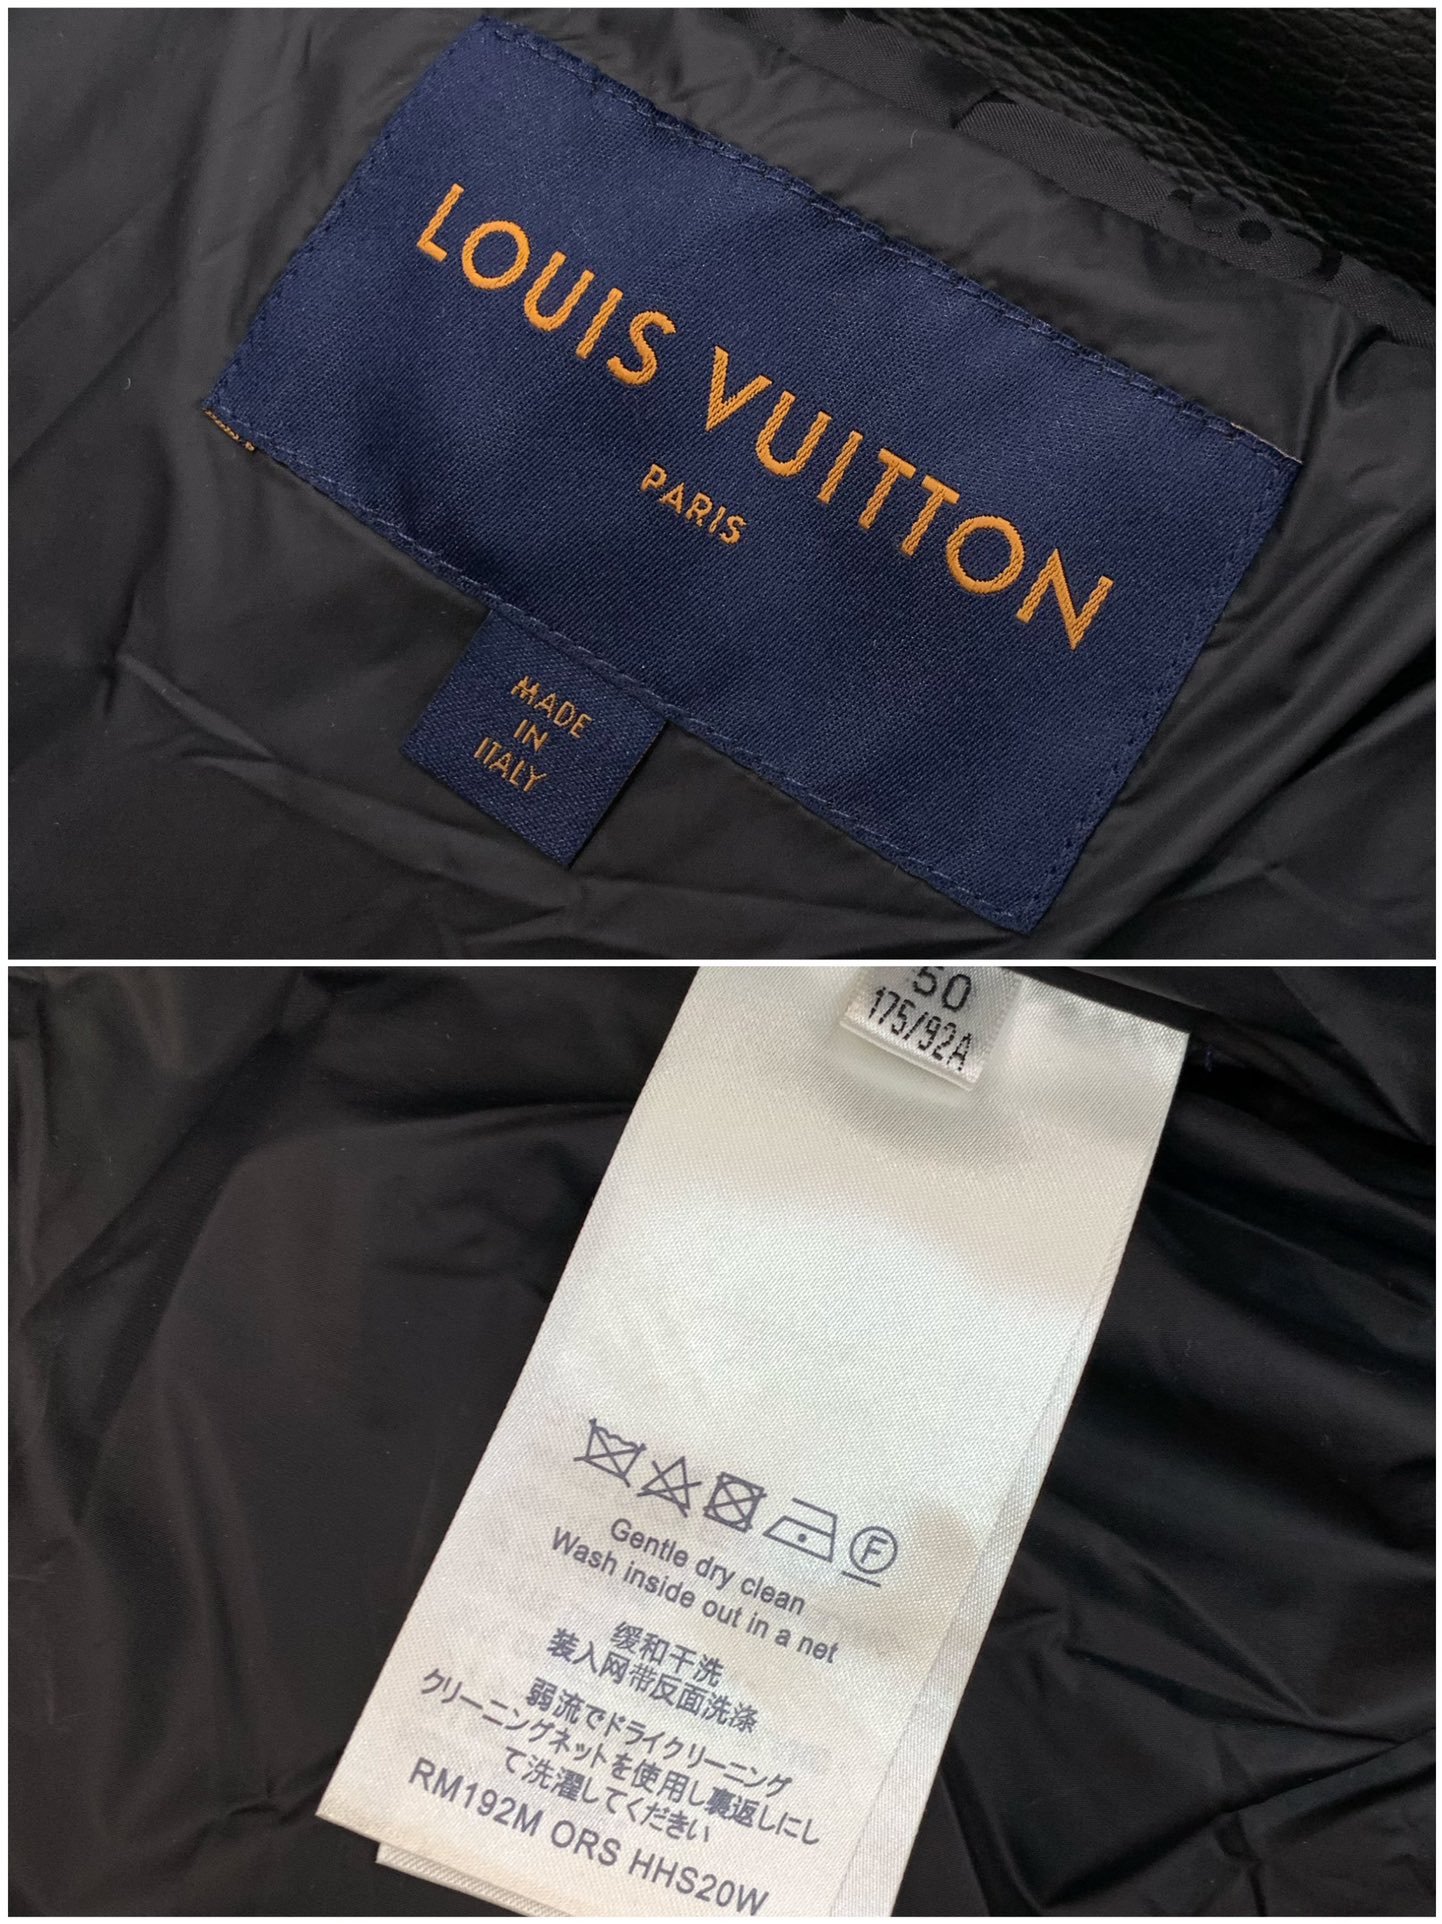 LOUIS VUITTON
PARIS
MADE
IN
ITALY
50
175/92A
F
Gentle dry clean
Wash inside out in a net
缓和干洗
装入网带反面洗涤
弱流でドライクリーニング
クリーニングネットを使用し裏返しにし
て洗濯してください
RM192M ORS HHS20W